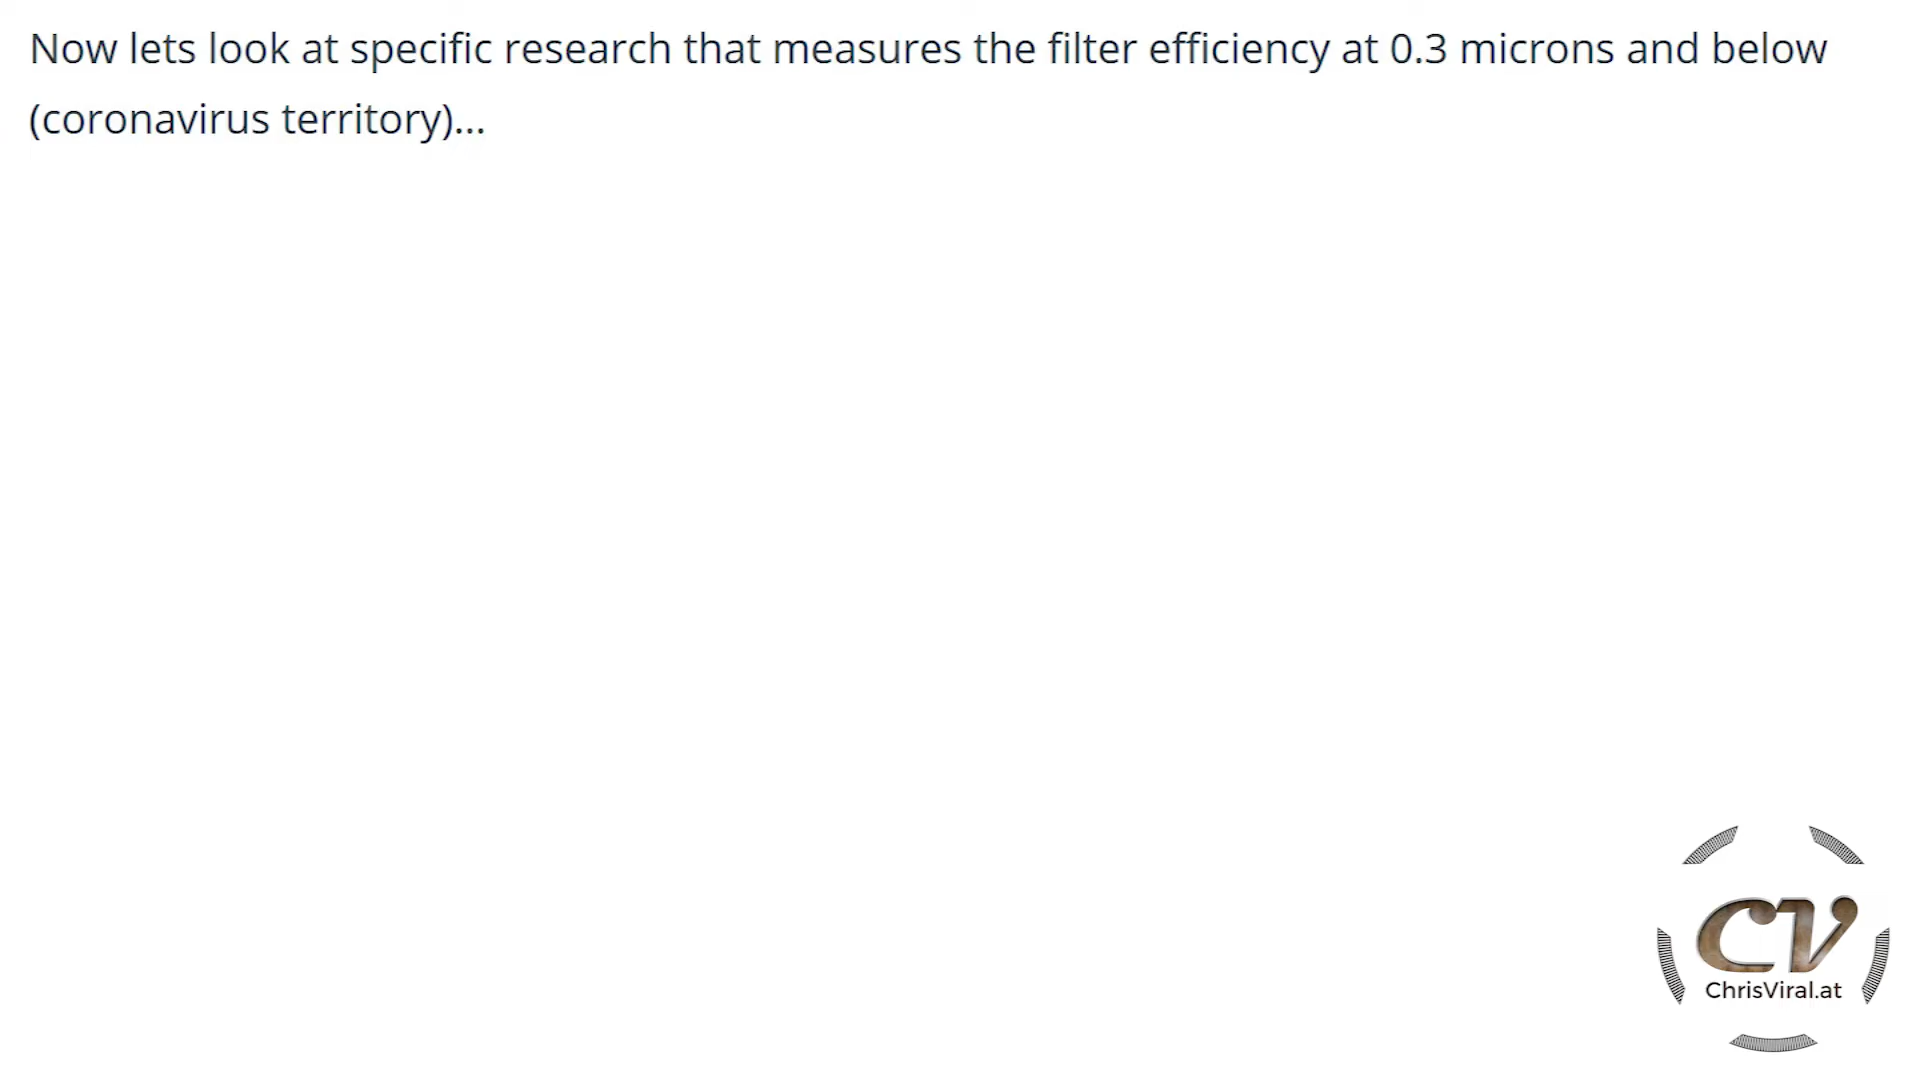 Now lets look at specific research that measures the filter efficiency at 0.3 microns and below
(coronavirus territory)...
CV
ChrisViral.at